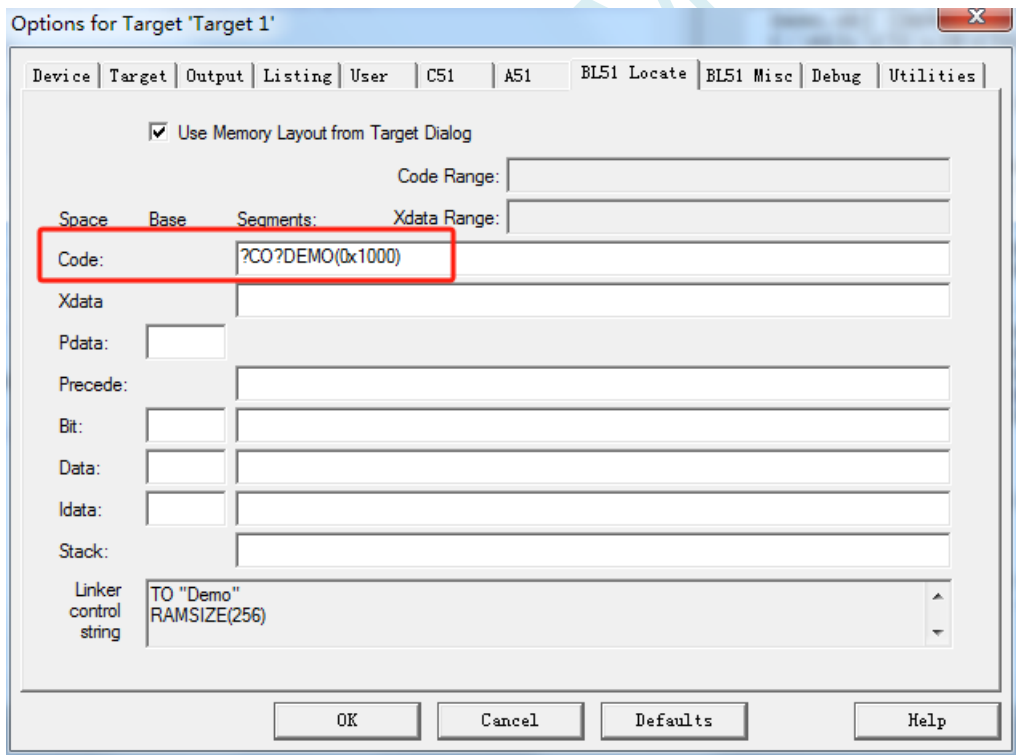 Options for Target 'Target 1'
Device Target Output Listing User C51 A51 BL51 Locate BL51 Misc Debug Utilities
Use Memory Layout from Target Dialog
Code Range:
Space Base Segments: Xdata Range:
Code: ?CO?DEMO(0x1000)
Xdata
Pdata:
Precede:
Bit:
Data:
Idata:
Stack:
Linker control string
TO "Demo"
RAMSIZE(256)
OK Cancel Defaults Help